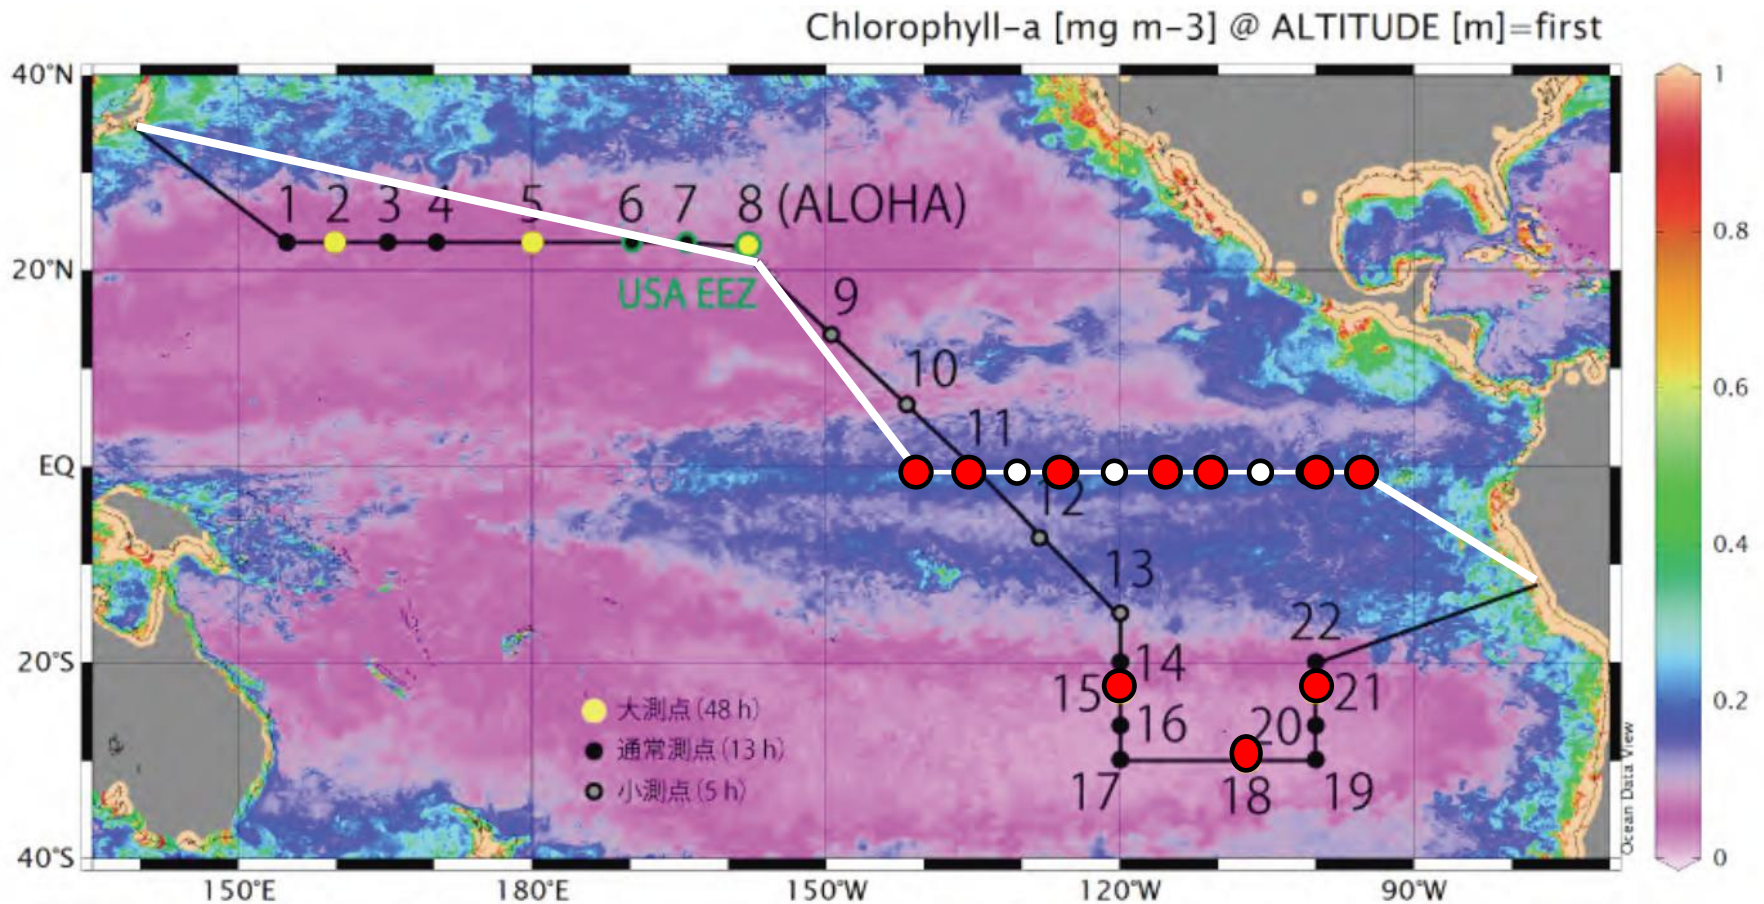 Chlorophyll-a [mg m-3] @ ALTITUDE [m]=first
40°N
20°N
EQ
20°S
40°S
1 2 3 4 5 6 7 8 (ALOHA)
USA EEZ
9
10
11
12
13
14
15
16
17
18
19
20
21
22
大測点 (48 h)
通常測点 (13 h)
小測点 (5 h)
150°E
180°E
150°W
120°W
90°W
1
0.8
0.6
0.4
0.2
0
Ocean Data View